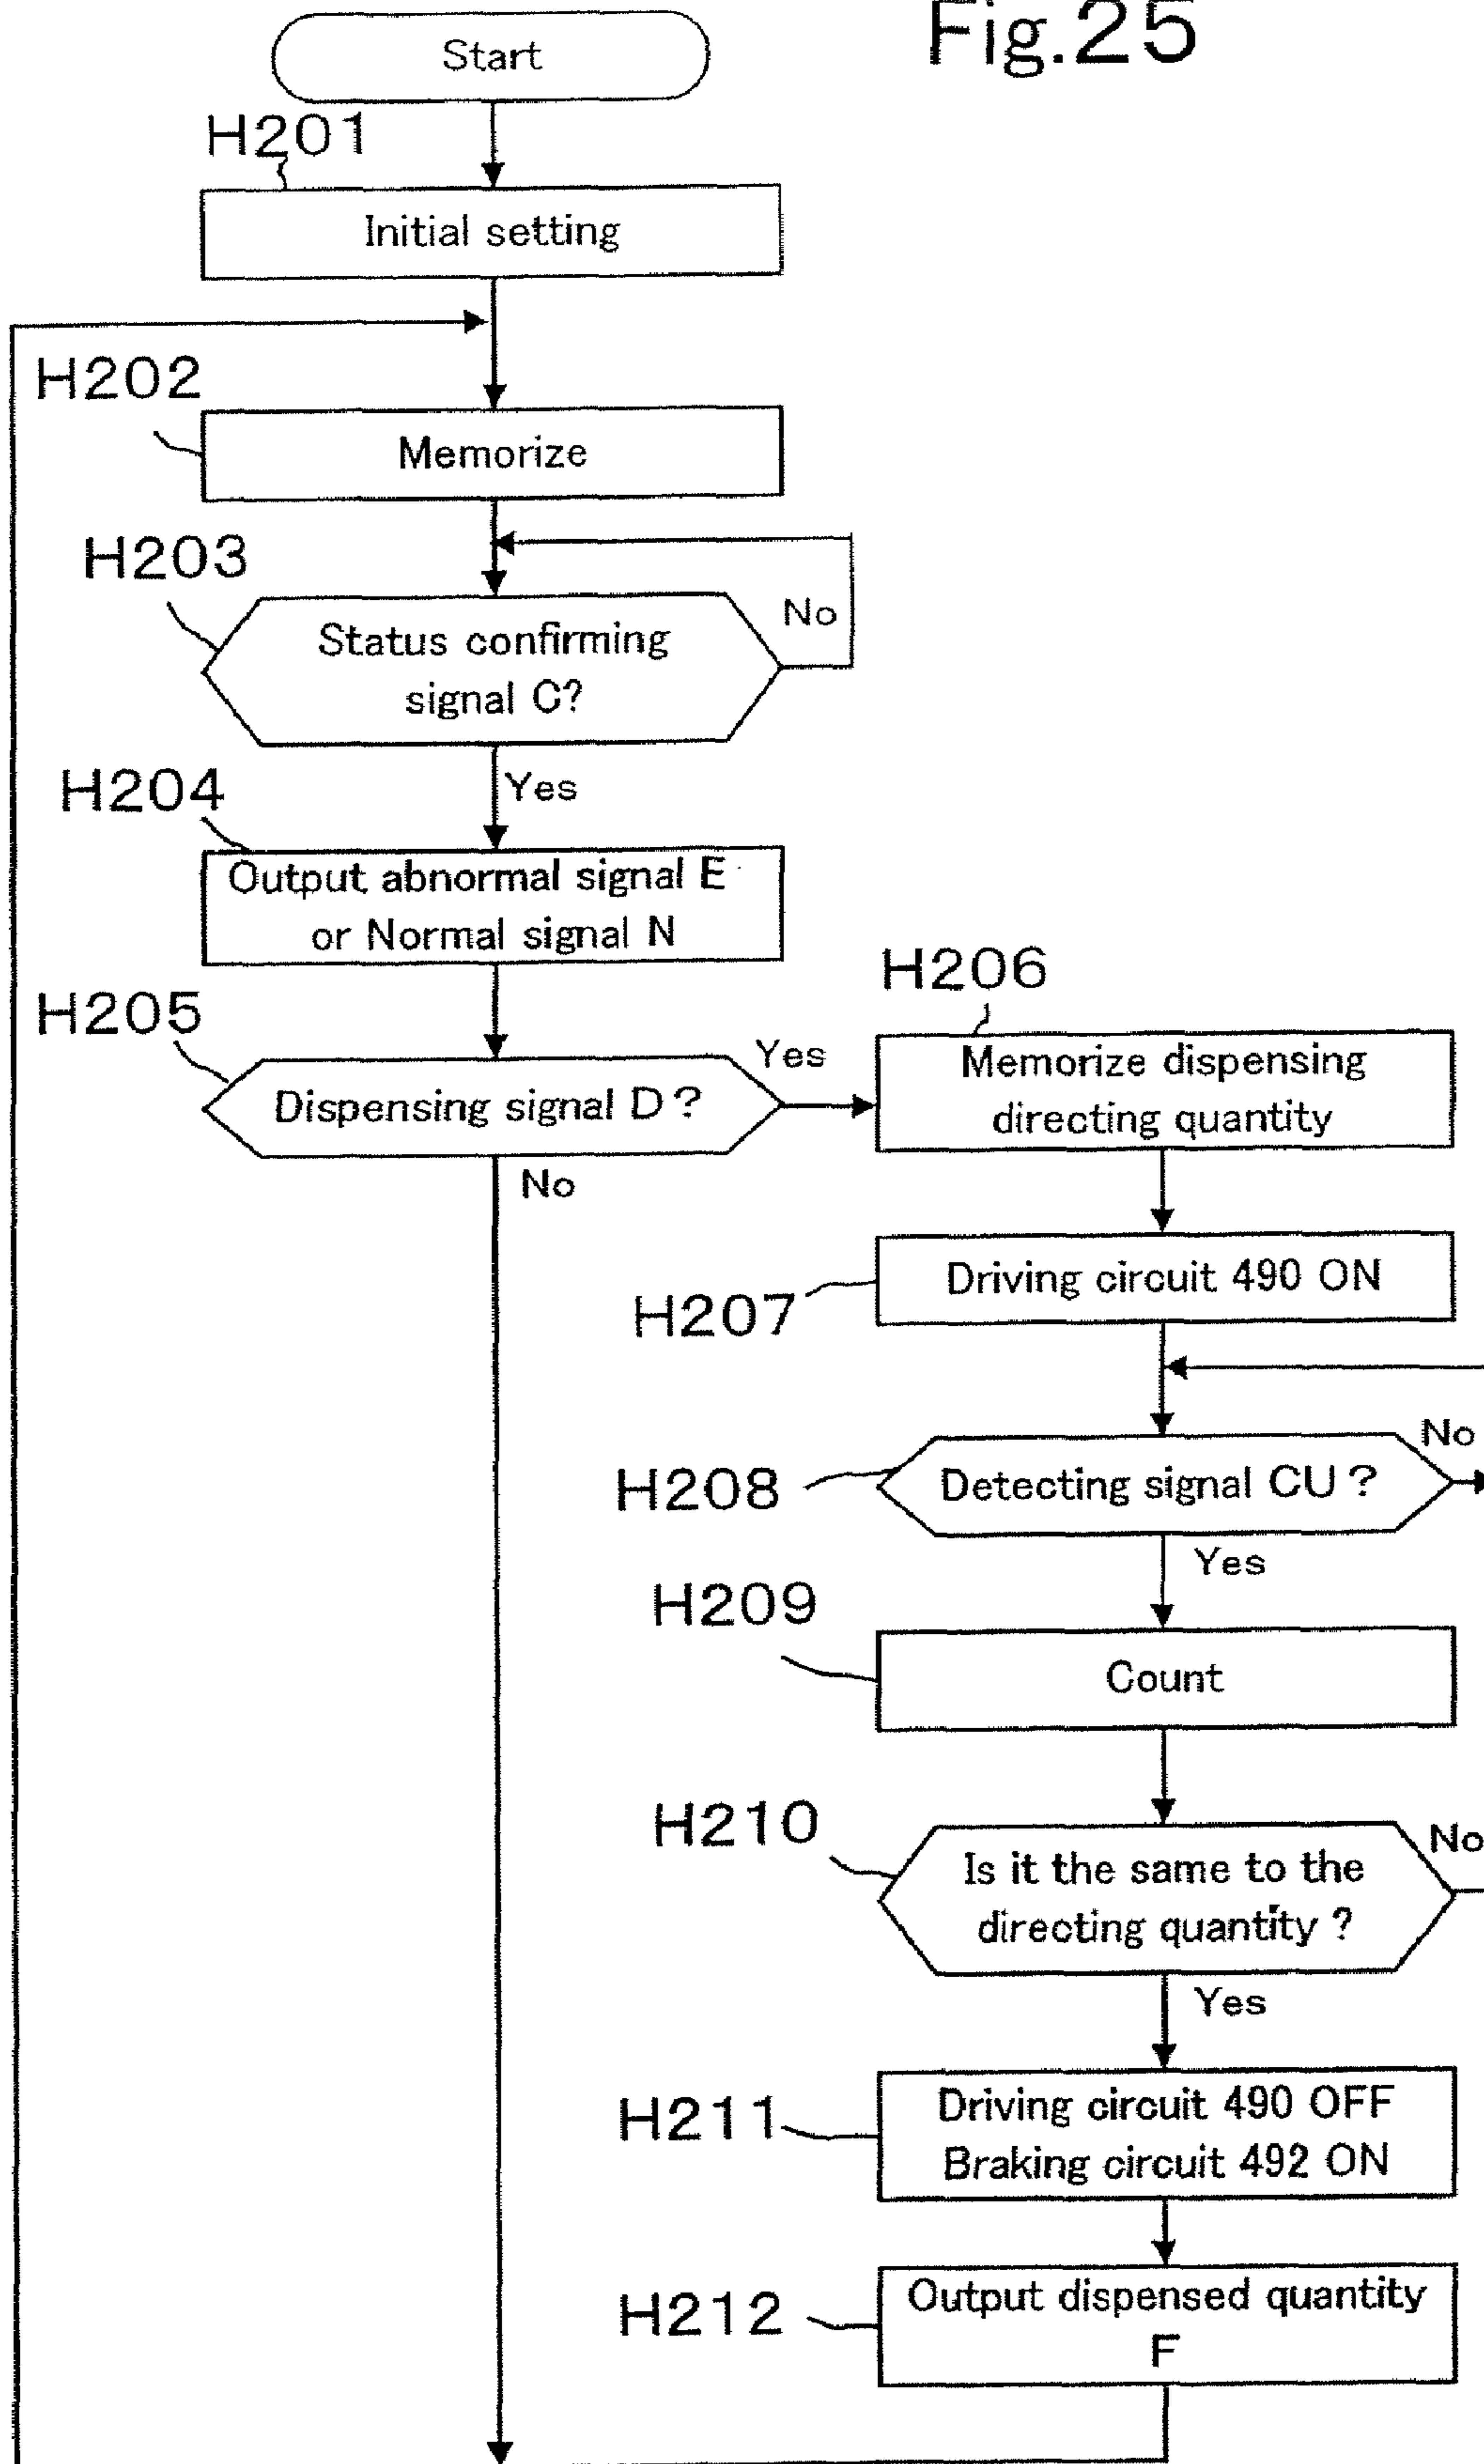 Fig.25
Start
H201
Initial setting
H202
Memorize
H203
Status confirming
signal C?
No
Yes
H204
Output abnormal signal E
or Normal signal N
H205
Dispensing signal D ?
Yes
No
H206
Memorize dispensing
directing quantity
H207
Driving circuit 490 ON
H208
Detecting signal CU ?
No
Yes
H209
Count
H210
Is it the same to the
directing quantity ?
No
Yes
H211
Driving circuit 490 OFF
Braking circuit 492 ON
H212
Output dispensed quantity
F